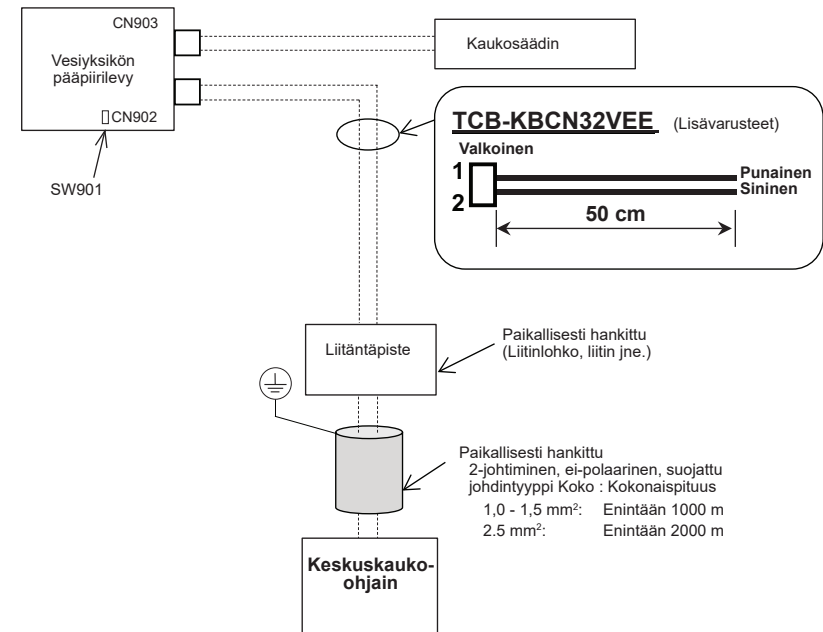 CN903
Vesiyksikön
pääpiirilevy
CN902
SW901
Kaukosäädin
TCB-KBCN32VEE (Lisävarusteet)
Valkoinen
1
2
Punainen
Sininen
50 cm
Liitäntäpiste
Paikallisesti hankittu
(Liitinlohko, liitin jne.)
Paikallisesti hankittu
2-johtiminen, ei-polaarinen, suojattu
johdintyyppi Koko : Kokonaispituus
1,0 - 1,5 mm²: Enintään 1000 m
2.5 mm²: Enintään 2000 m
Keskuskauko-
ohjain